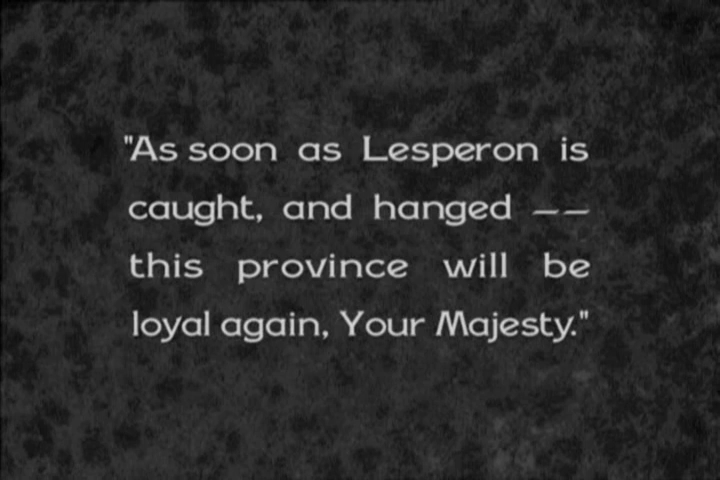 "As soon as Lesperon is
caught, and hanged ——
this province will be
loyal again, Your Majesty."